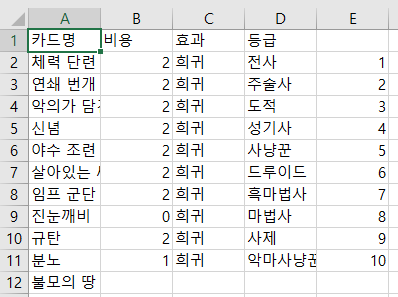 A B C D E
1 카드명 비용 효과 등급
2 체력 단련 2 희귀 전사 1
3 연쇄 번개 2 희귀 주술사 2
4 악의가 2 희귀 도적 3
5 신념 2 희귀 성기사 4
6 야수 조련 2 희귀 사냥꾼 5
7 살아있는 2 희귀 드루이드 6
8 임프 군단 2 희귀 흑마법사 7
9 진눈깨비 0 희귀 마법사 8
10 규탄 2 희귀 사제 9
11 분노 1 희귀 악마사냥꾼 10
12 불모의 땅